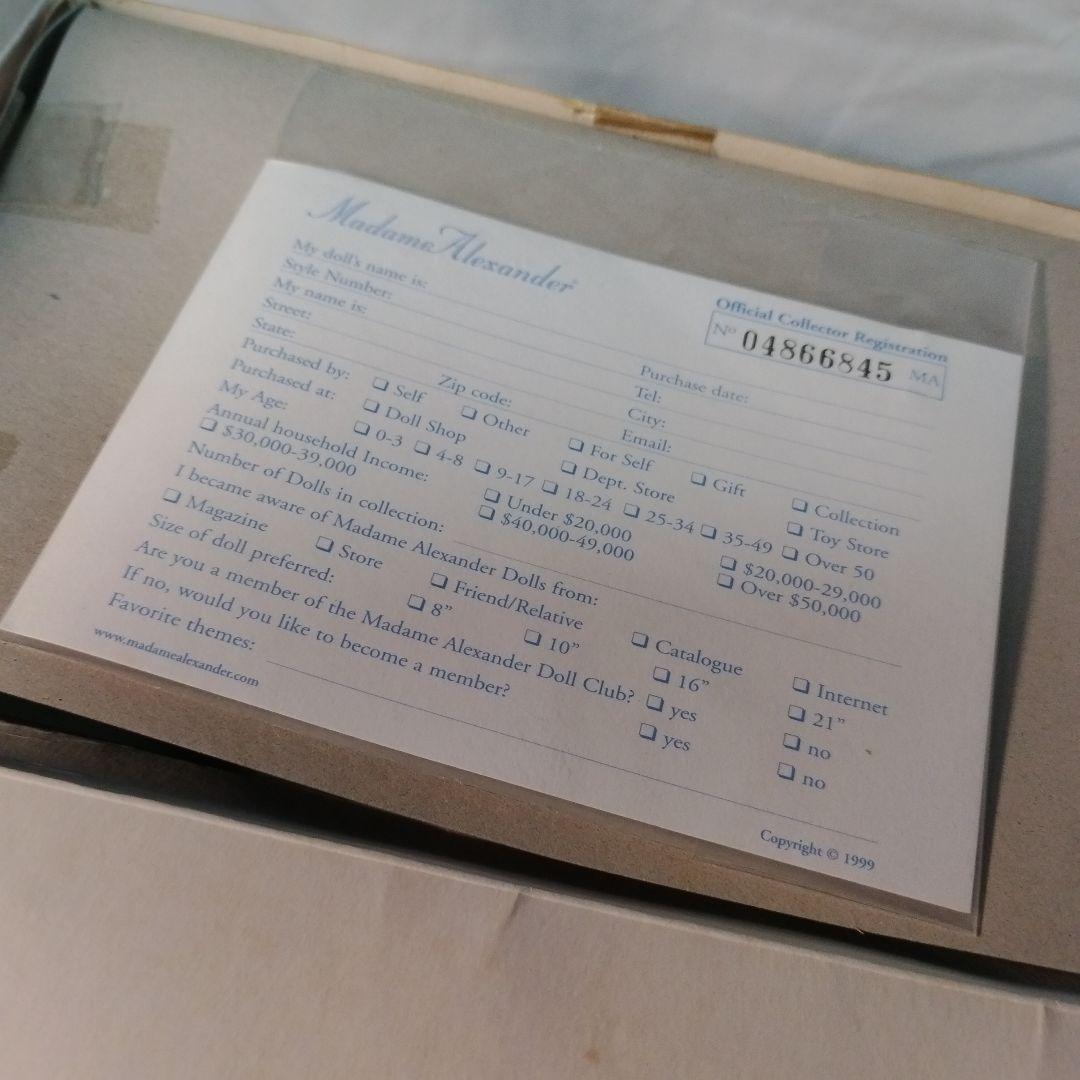 Madame Alexander
Official Collector Registration
Nº 04866845 MA
My doll's name is:
Style Number: Purchase date:
My name is: Tel:
Street: City:
State: Zip code: Email:
Purchased by: ❏ Self ❏ Other ❏ For Self ❏ Gift ❏ Collection
Purchased at: ❏ Doll Shop ❏ Dept. Store ❏ Toy Store
My Age: ❏ 0-3 ❏ 4-8 ❏ 9-17 ❏ 18-24 ❏ 25-34 ❏ 35-49 ❏ Over 50
Annual household Income: ❏ Under $20,000 ❏ $20,000-29,000
❏ $30,000-39,000 ❏ $40,000-49,000 ❏ Over $50,000
Number of Dolls in collection:
I became aware of Madame Alexander Dolls from:
❏ Magazine ❏ Store ❏ Friend/Relative ❏ Catalogue ❏ Internet
Size of doll preferred: ❏ 8" ❏ 10" ❏ 16" ❏ 21"
Are you a member of the Madame Alexander Doll Club? ❏ yes ❏ no
If no, would you like to become a member? ❏ yes ❏ no
Favorite themes:
www.madamealexander.com Copyright © 1999